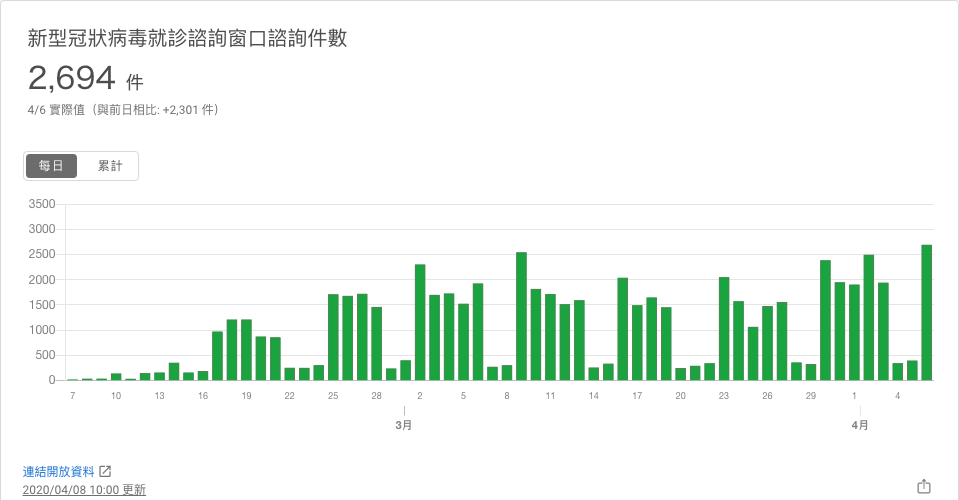 新型冠狀病毒就診諮詢窗口諮詢件數
2,694 件
4/6 實際值（與前日相比: +2,301 件）
每日 累計
3500
3000
2500
2000
1500
1000
500
0
7 10 13 16 19 22 25 28 2 5 8 11 14 17 20 23 26 29 1 4
3月 4月
連結開放資料
2020/04/08 10:00 更新